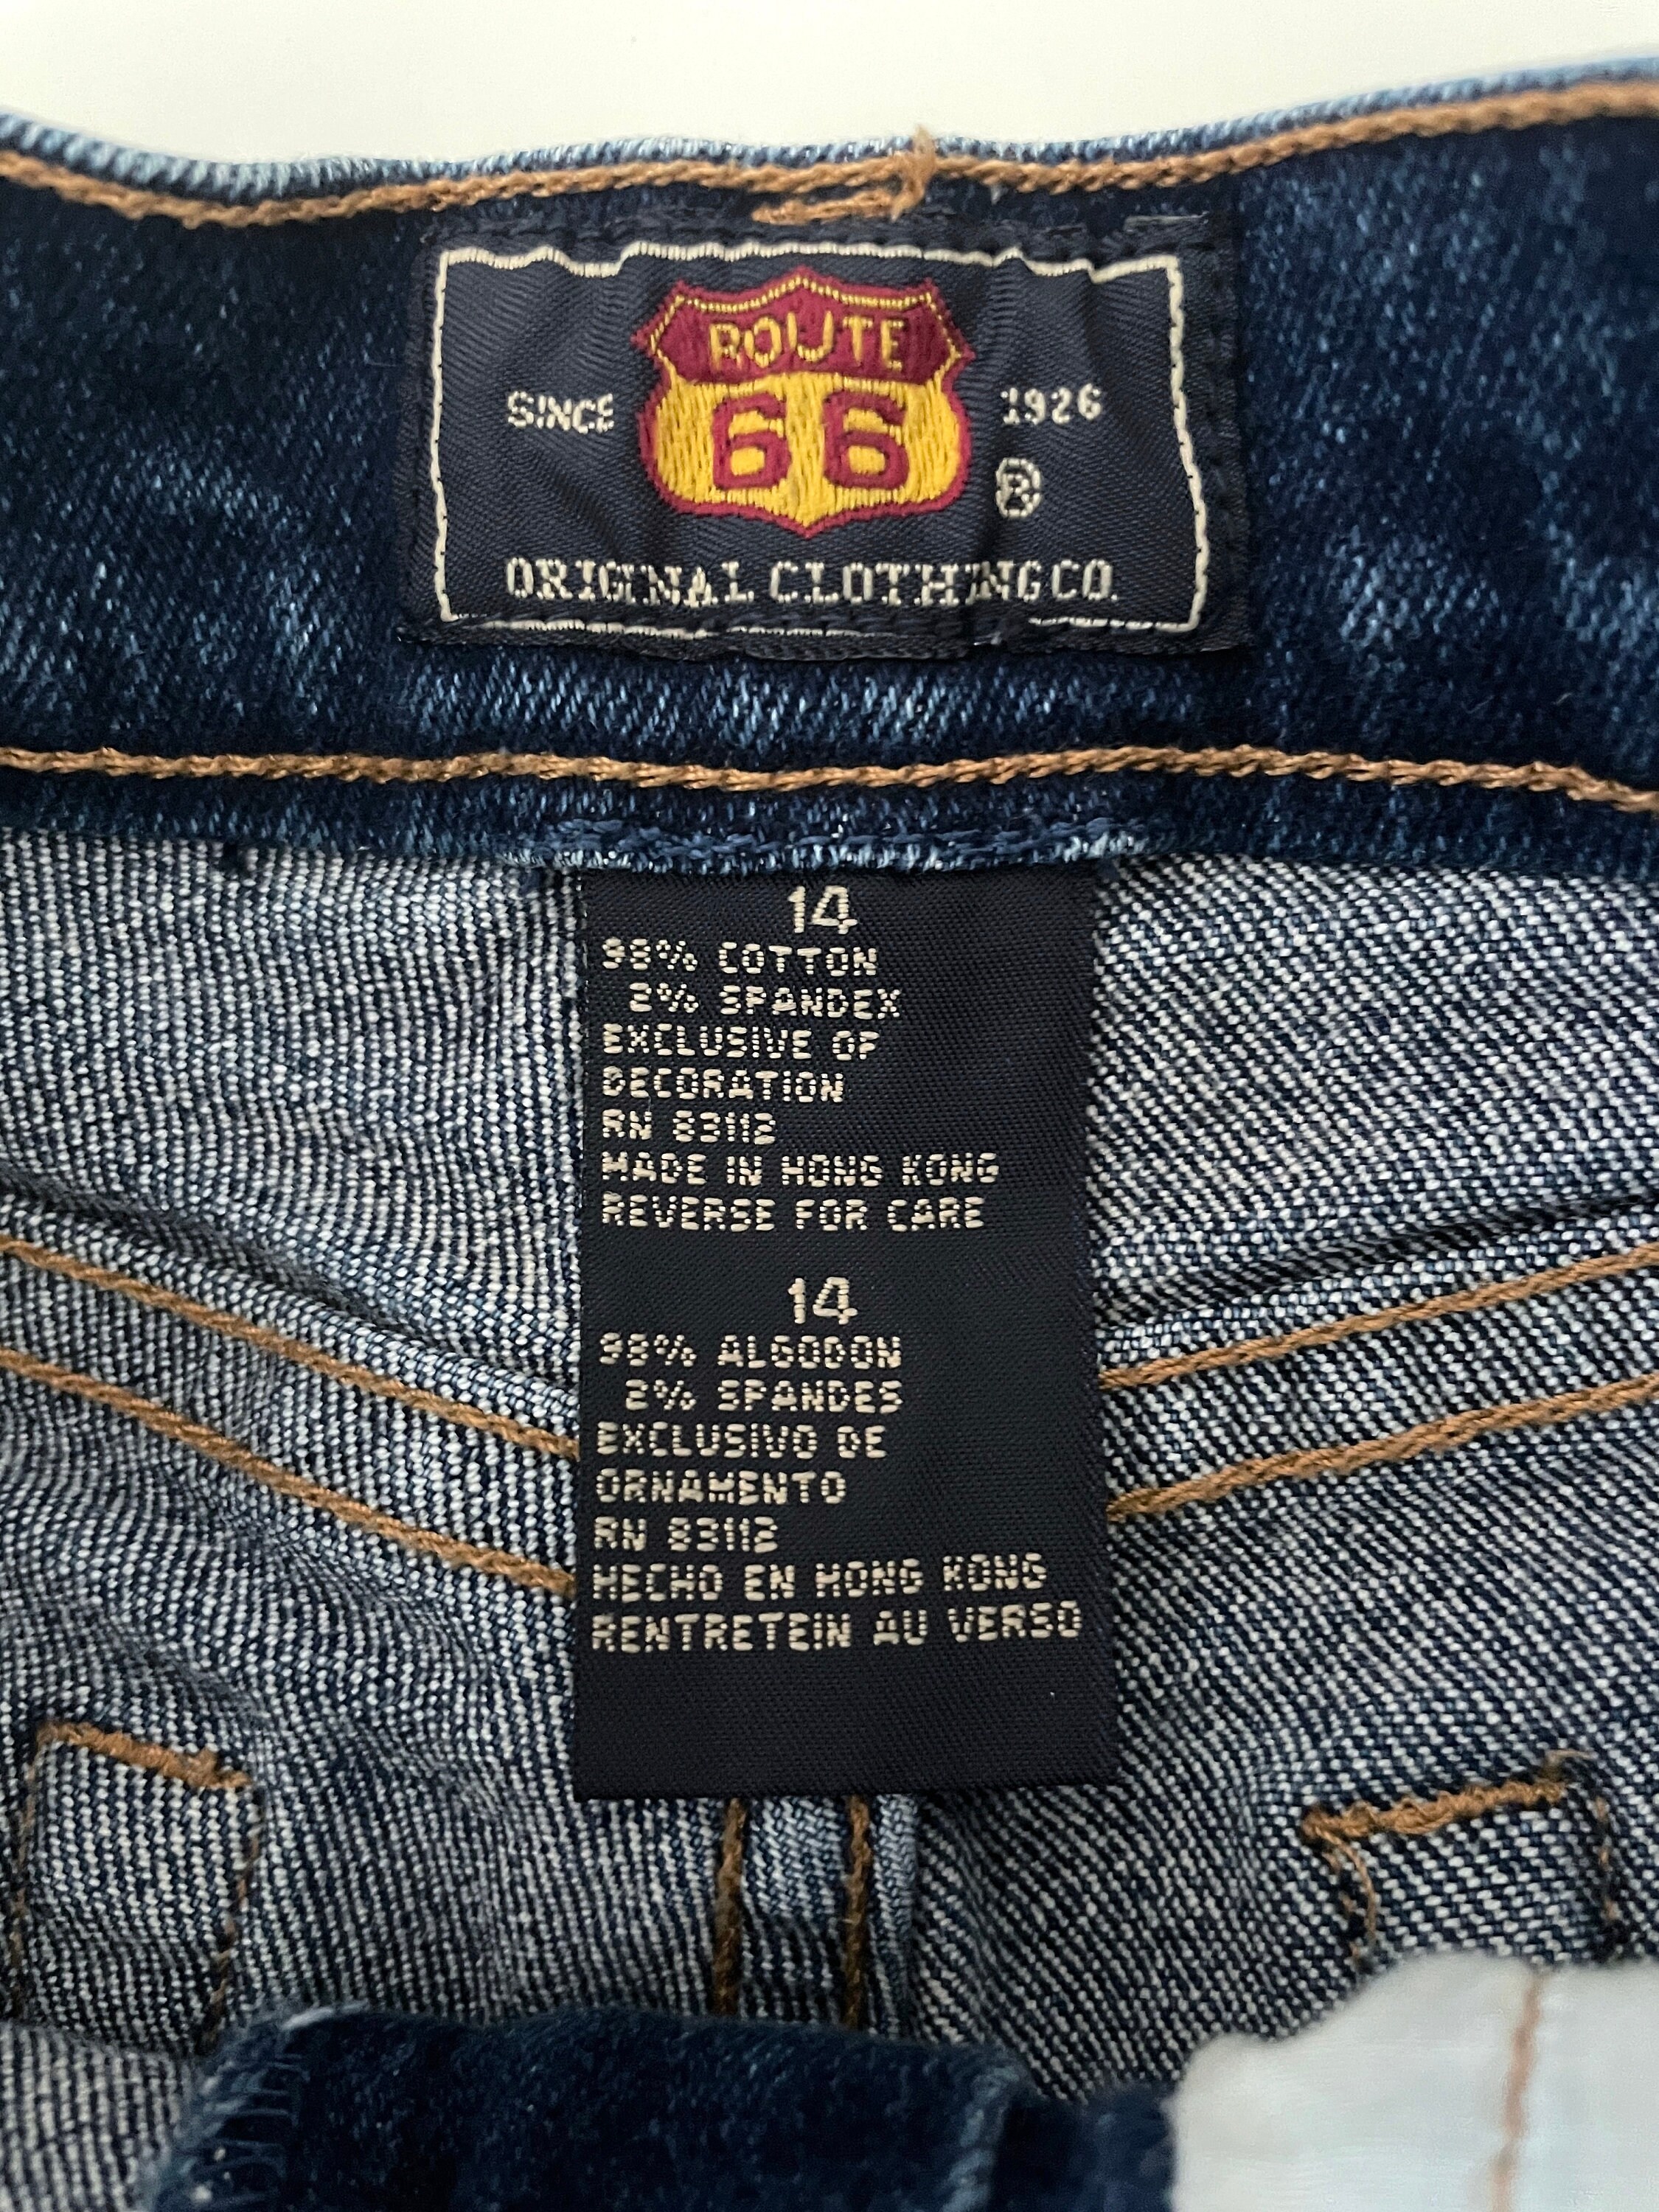 ROUTE
66
SINCE 1926
®
ORIGINAL CLOTHING CO.
14
98% COTTON
2% SPANDEX
EXCLUSIVE OF
DECORATION
RN 83112
MADE IN HONG KONG
REVERSE FOR CARE
14
98% ALGODON
2% SPANDES
EXCLUSIVO DE
ORNAMENTO
RN 83112
HECHO EN HONG KONG
RENTRETEIN AU VERSO